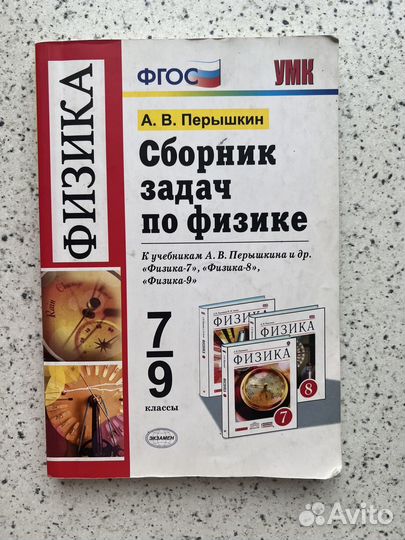 ФИЗИКА
ФГОС
УМК
А. В. Перышкин
Сборник
задач
по физике
К учебникам А. В. Перышкина и др.
«Физика-7», «Физика-8»,
«Физика-9»
7
9
классы
ФИЗИКА
ФИЗИКА
ФИЗИКА
8
7
ЭКЗАМЕН
Avito